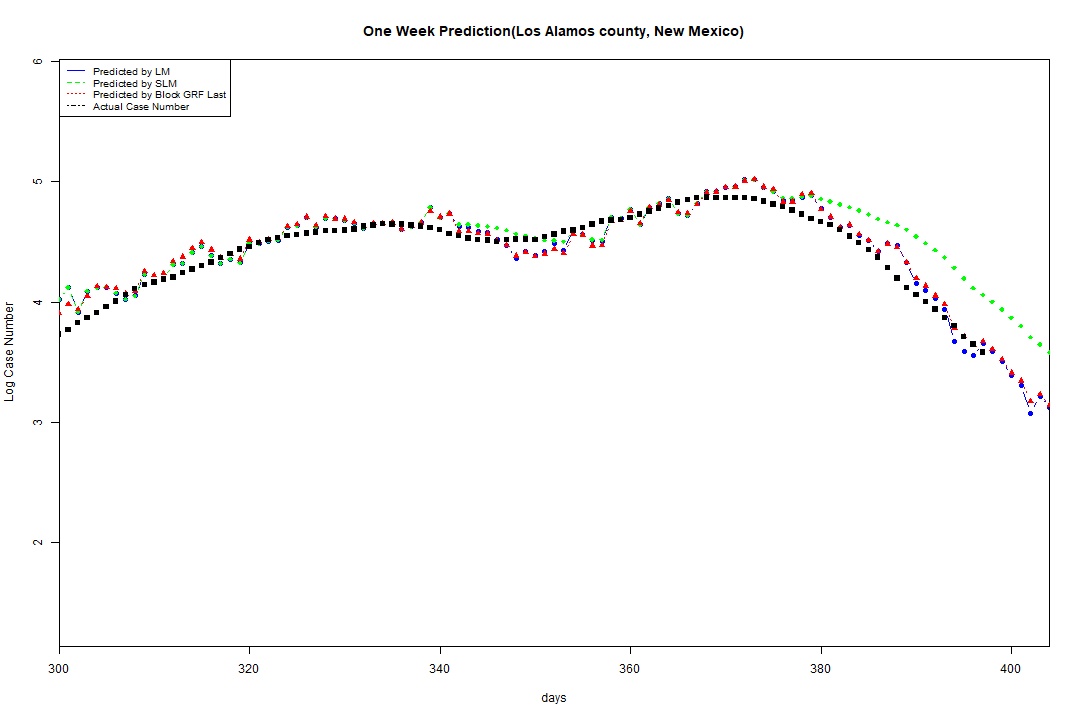 One Week Prediction(Los Alamos county, New Mexico)
Predicted by LM
Predicted by SLM
Predicted by Block GRF Last
Actual Case Number
6
5
4
3
2
Log Case Number
300 320 340 360 380 400
days